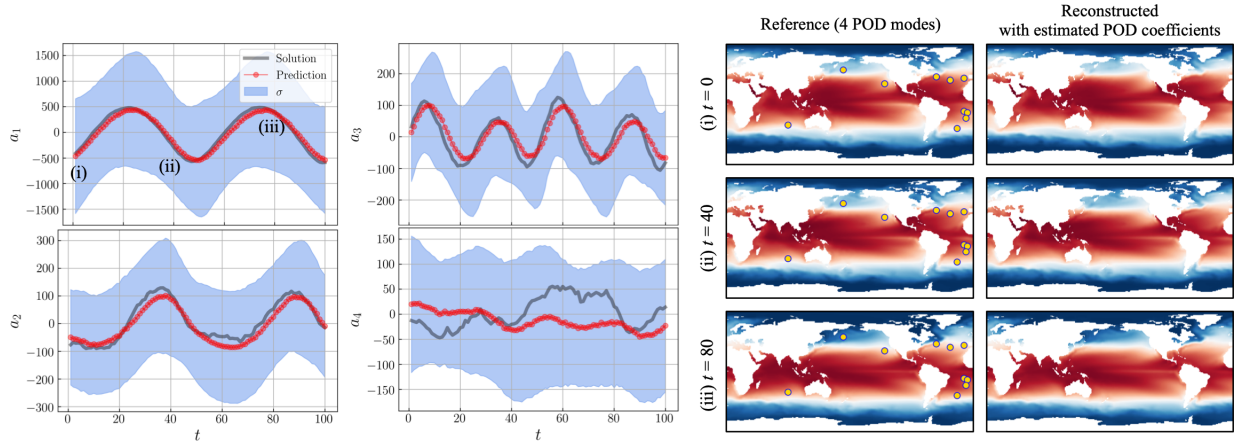 1500
1000
500
0
−500
−1000
−1500
a₁
Solution
Prediction
σ
(i)
(ii)
(iii)
200
100
0
−100
−200
a₃
300
200
100
0
−100
−200
−300
a₂
0
20
40
60
80
100
t
150
100
50
0
−50
−100
−150
a₄
0
20
40
60
80
100
t
Reference (4 POD modes)
Reconstructed
with estimated POD coefficients
(i) t = 0
(ii) t = 40
(iii) t = 80